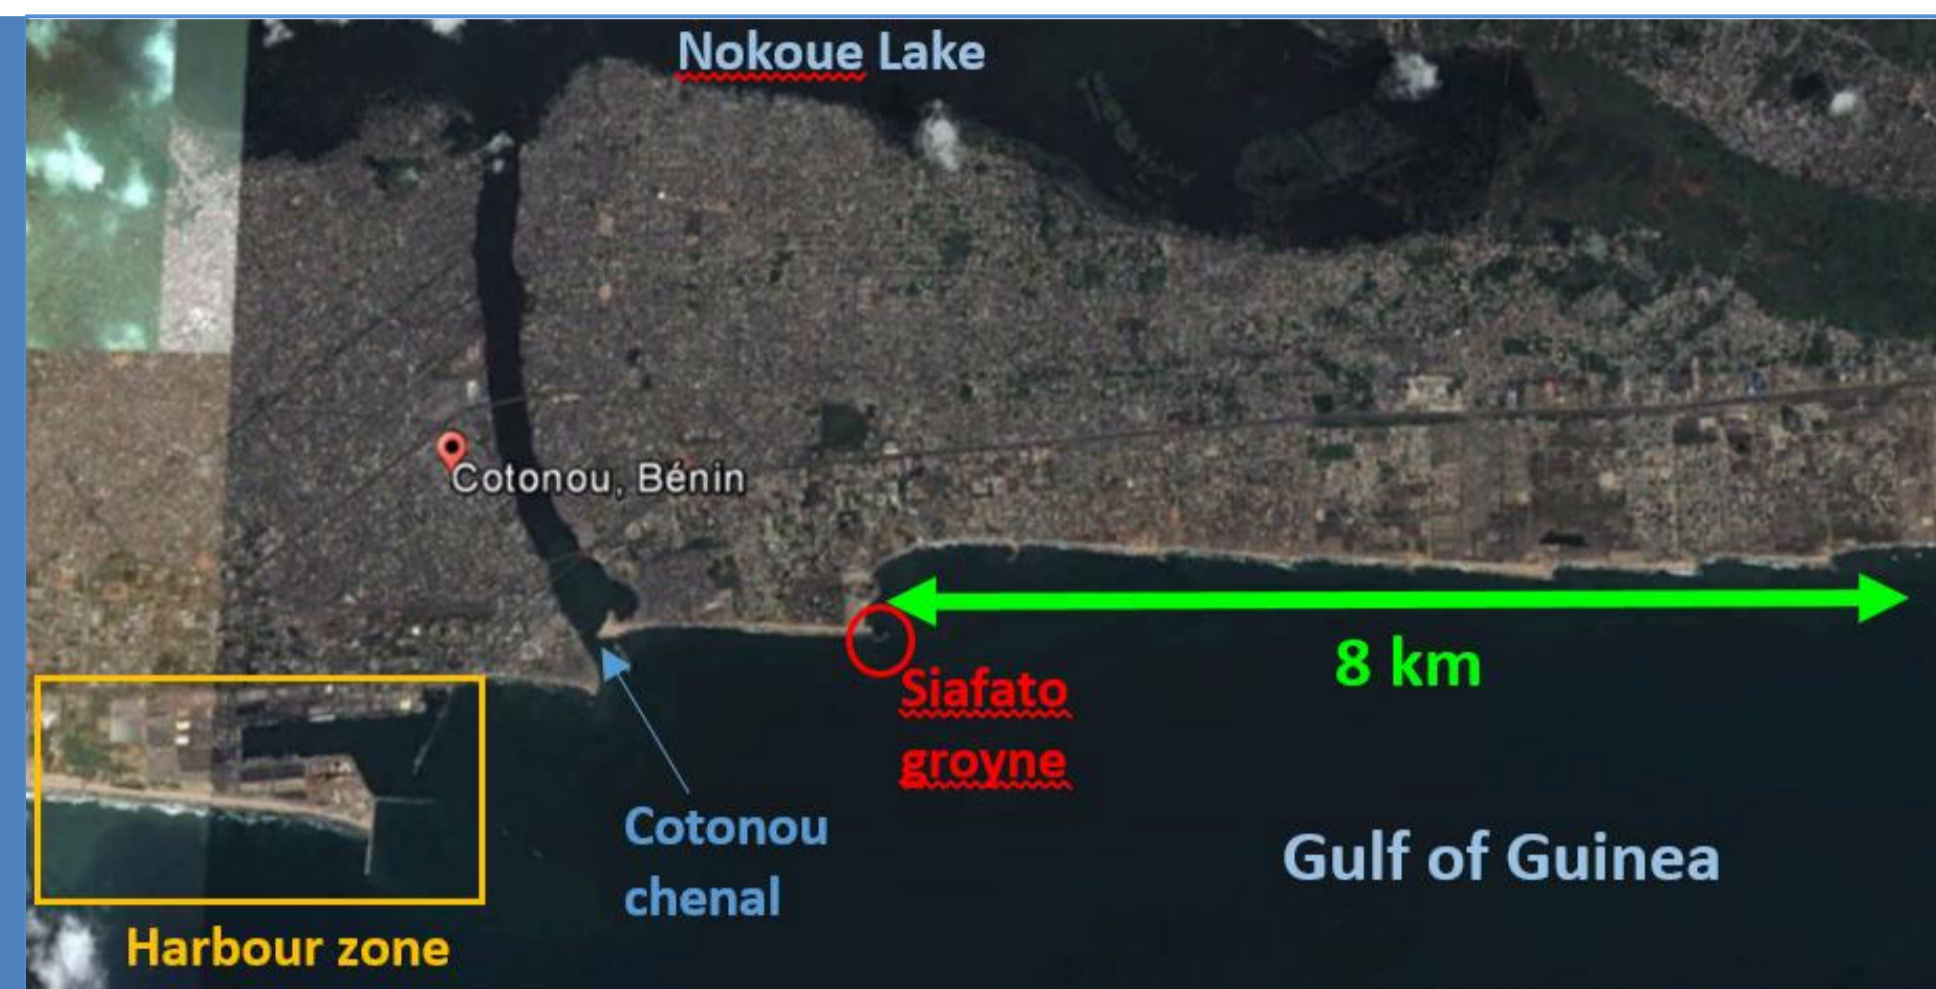 Nokoue Lake
Cotonou, Bénin
8 km
Siafato
groyne
Cotonou
chenal
Gulf of Guinea
Harbour zone